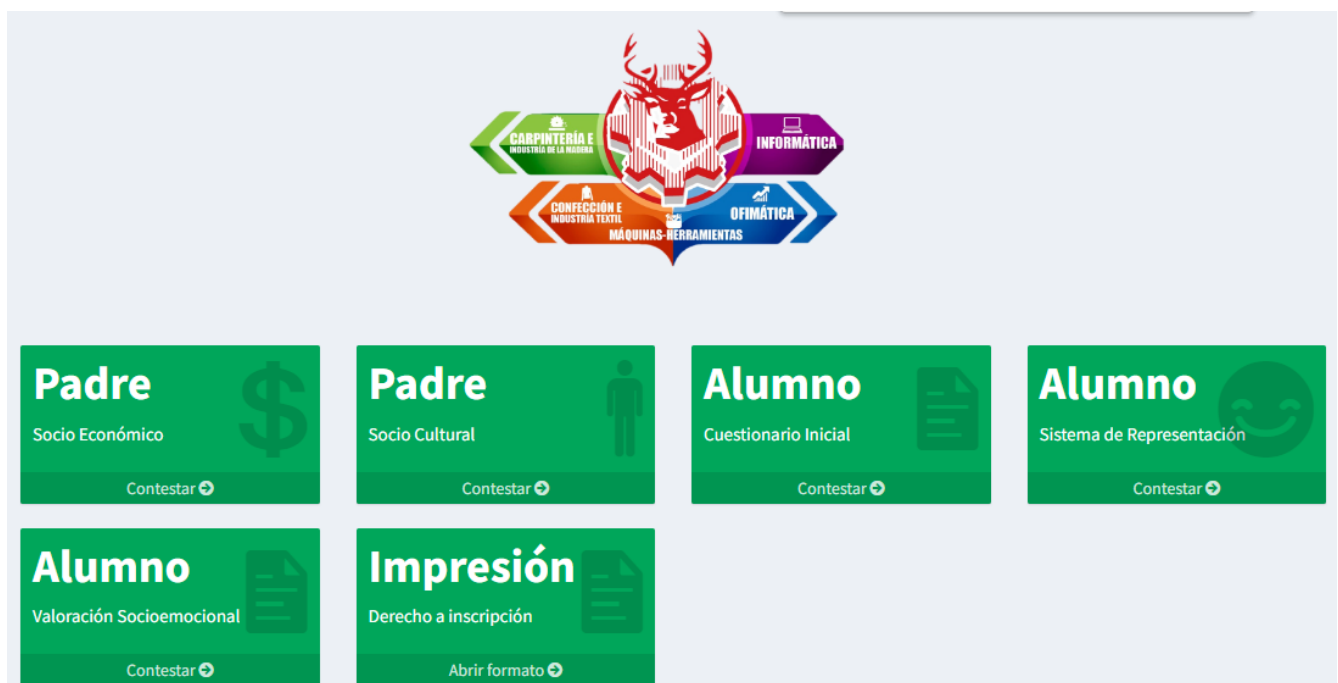 CARPINTERÍA E
INDUSTRIA DE LA MADERA
INFORMÁTICA
CONFECCIÓN E
INDUSTRIA TEXTIL
OFIMÁTICA
MÁQUINAS-HERRAMIENTAS
Padre
Socio Económico
Contestar
Padre
Socio Cultural
Contestar
Alumno
Cuestionario Inicial
Contestar
Alumno
Sistema de Representación
Contestar
Alumno
Valoración Socioemocional
Contestar
Impresión
Derecho a inscripción
Abrir formato